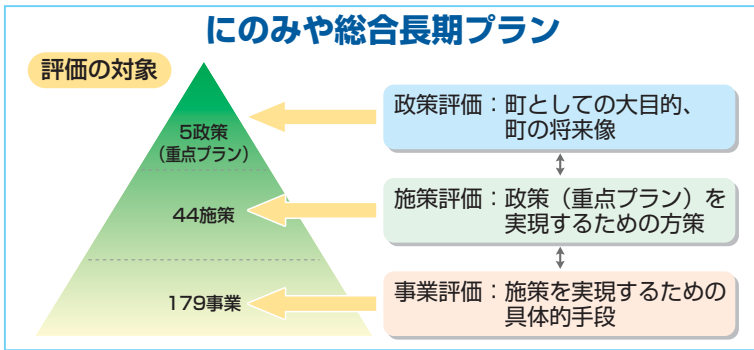 にのみや総合長期プラン
評価の対象
5政策
（重点プラン）
44施策
179事業
政策評価：町としての大目的、
町の将来像
施策評価：政策（重点プラン）を
実現するための方策
事業評価：施策を実現するための
具体的手段